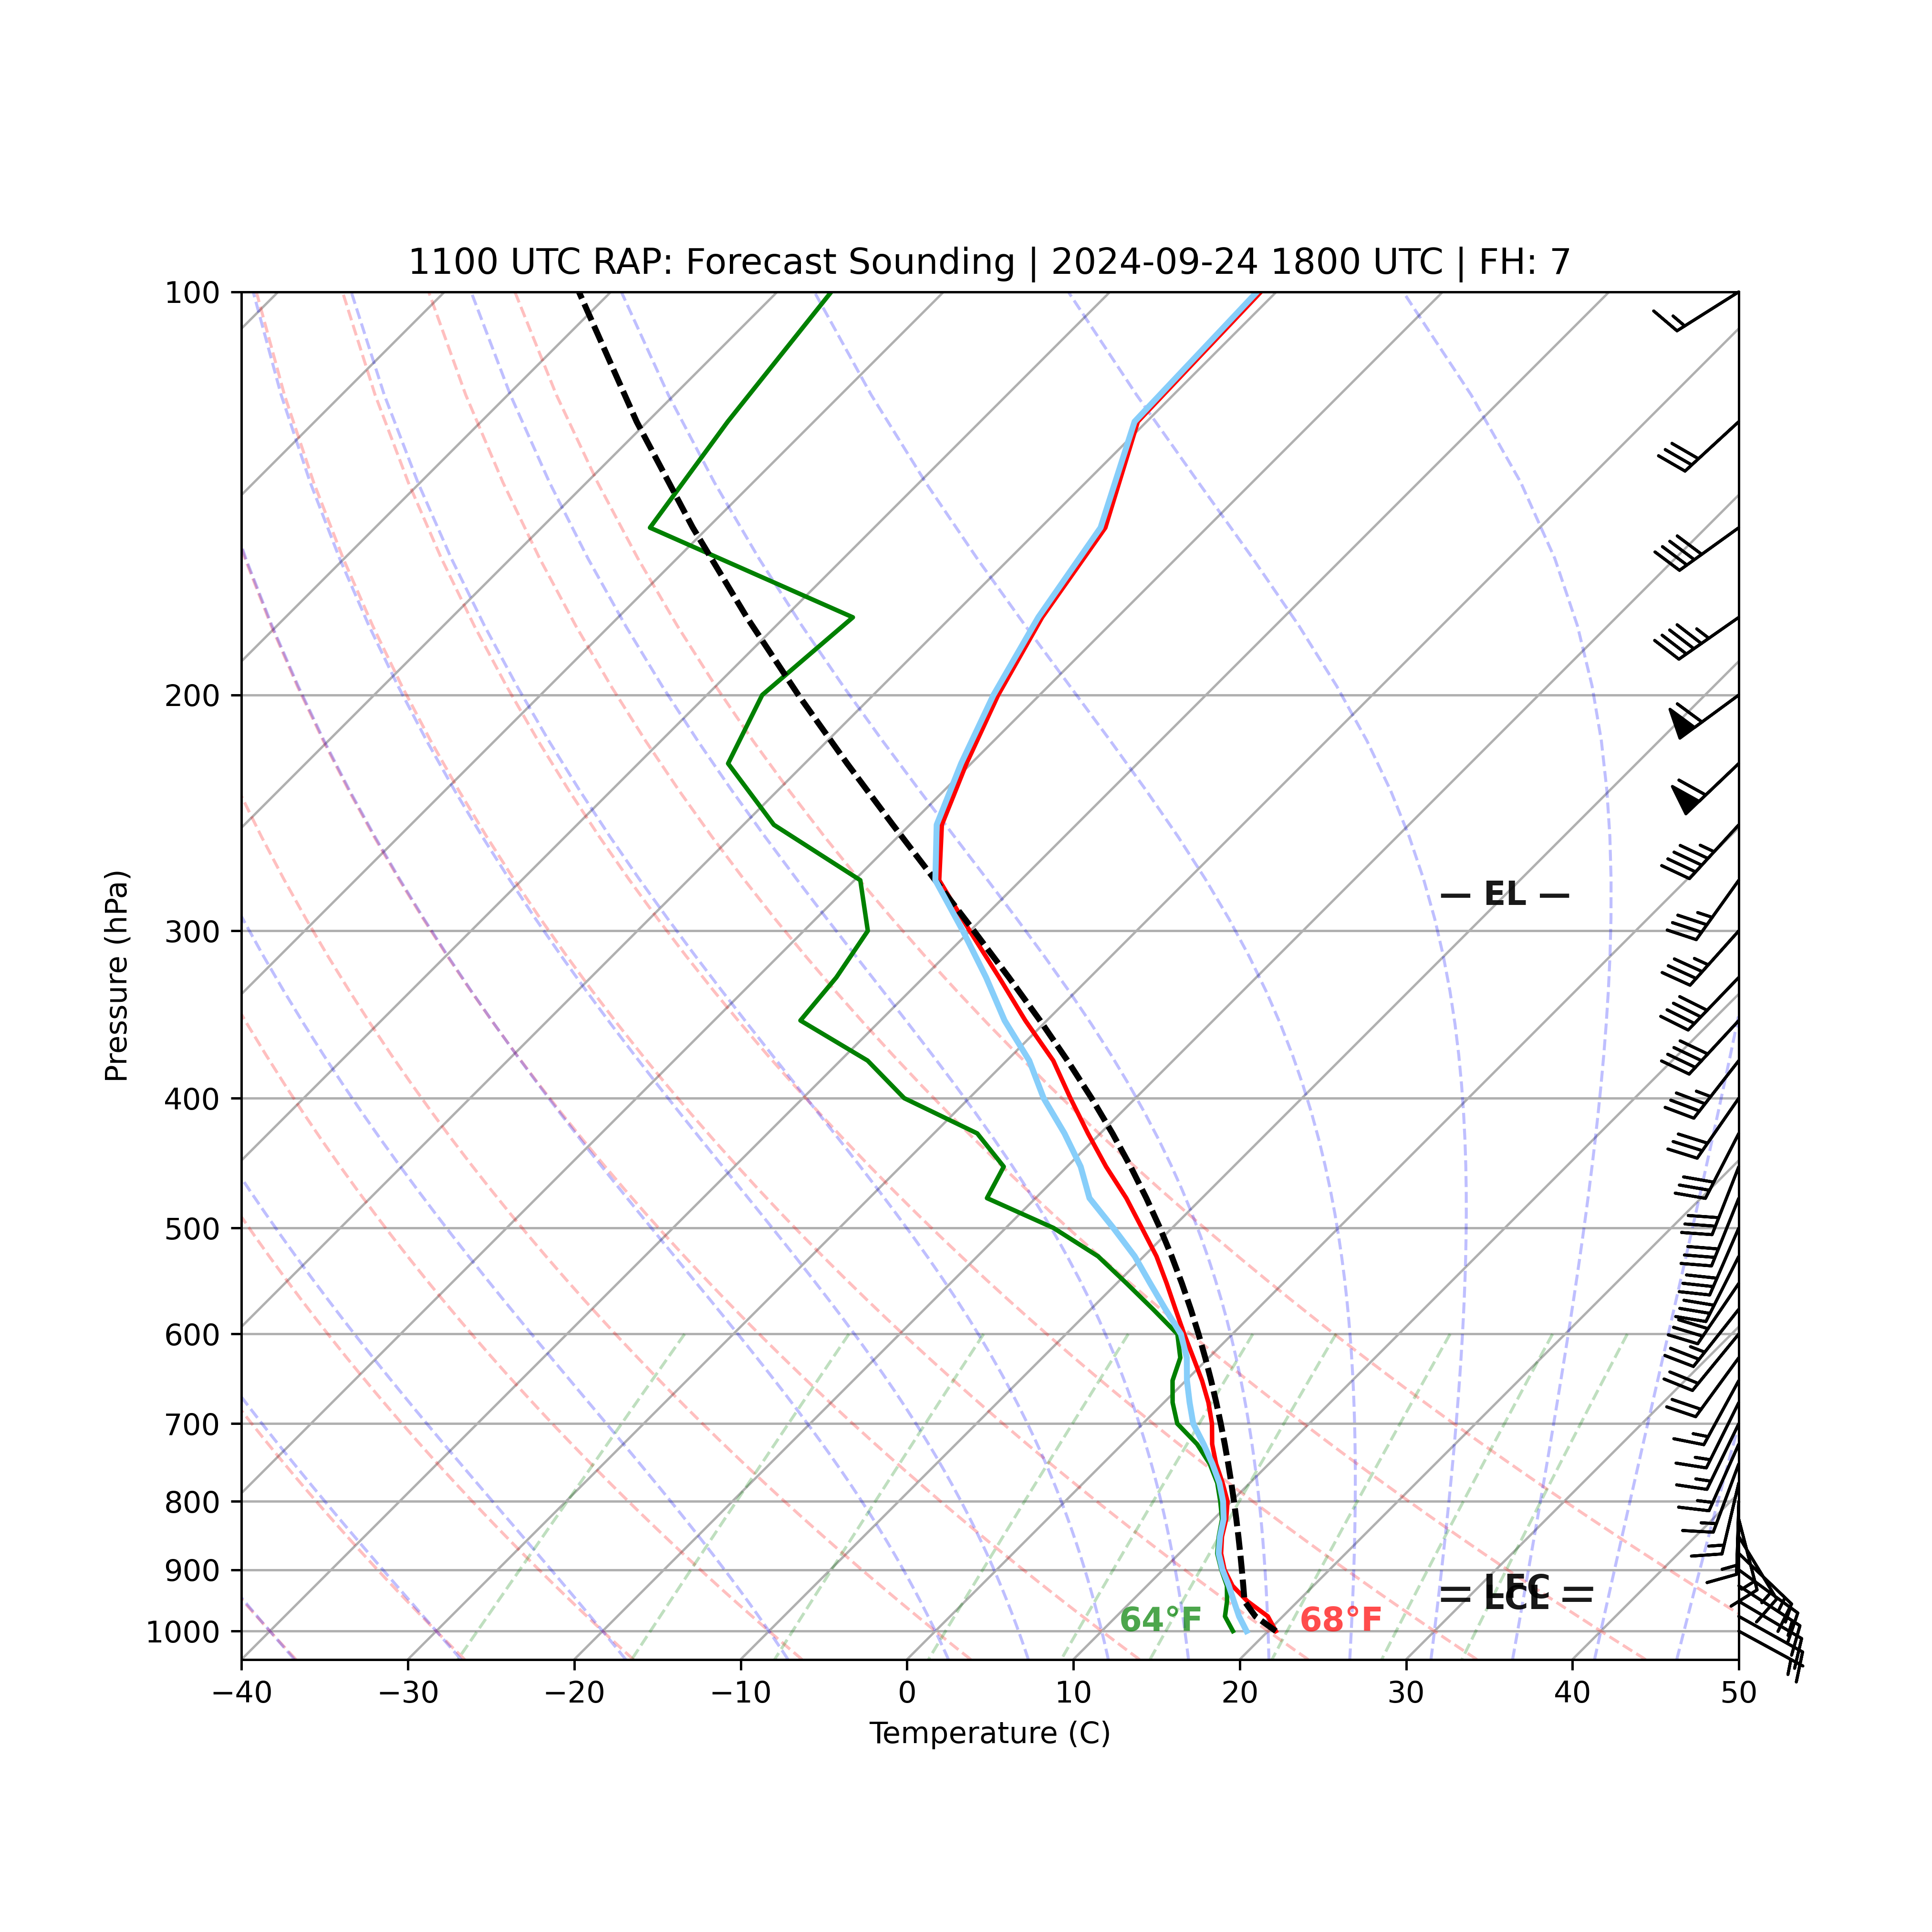 1100 UTC RAP: Forecast Sounding | 2024-09-24 1800 UTC | FH: 7
100
200
— EL —
300
Pressure (hPa)
400
500
600
700
800
900
— LFC —
— LCL —
64°F 68°F
1000
−40 −30 −20 −10 0 10 20 30 40 50
Temperature (C)